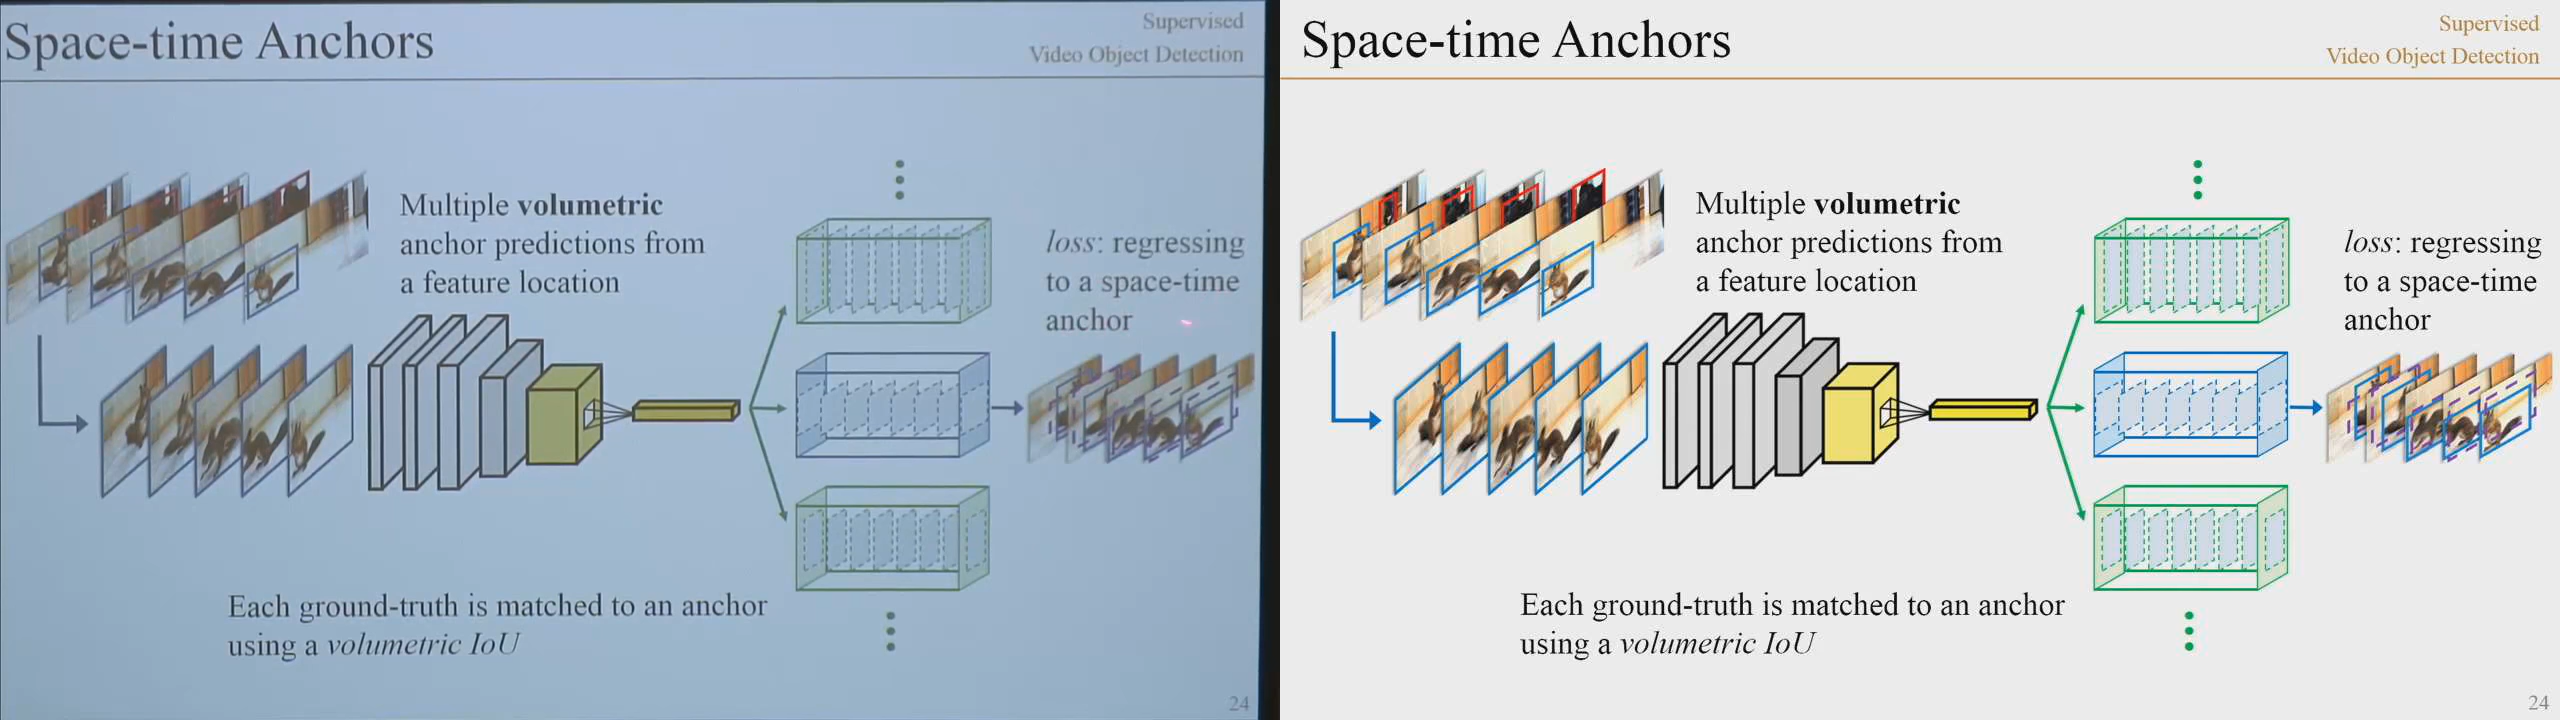 Space-time Anchors
Supervised
Video Object Detection
Multiple volumetric
anchor predictions from
a feature location
loss: regressing
to a space-time
anchor
Each ground-truth is matched to an anchor
using a volumetric IoU
24
Space-time Anchors
Supervised
Video Object Detection
Multiple volumetric
anchor predictions from
a feature location
loss: regressing
to a space-time
anchor
Each ground-truth is matched to an anchor
using a volumetric IoU
24